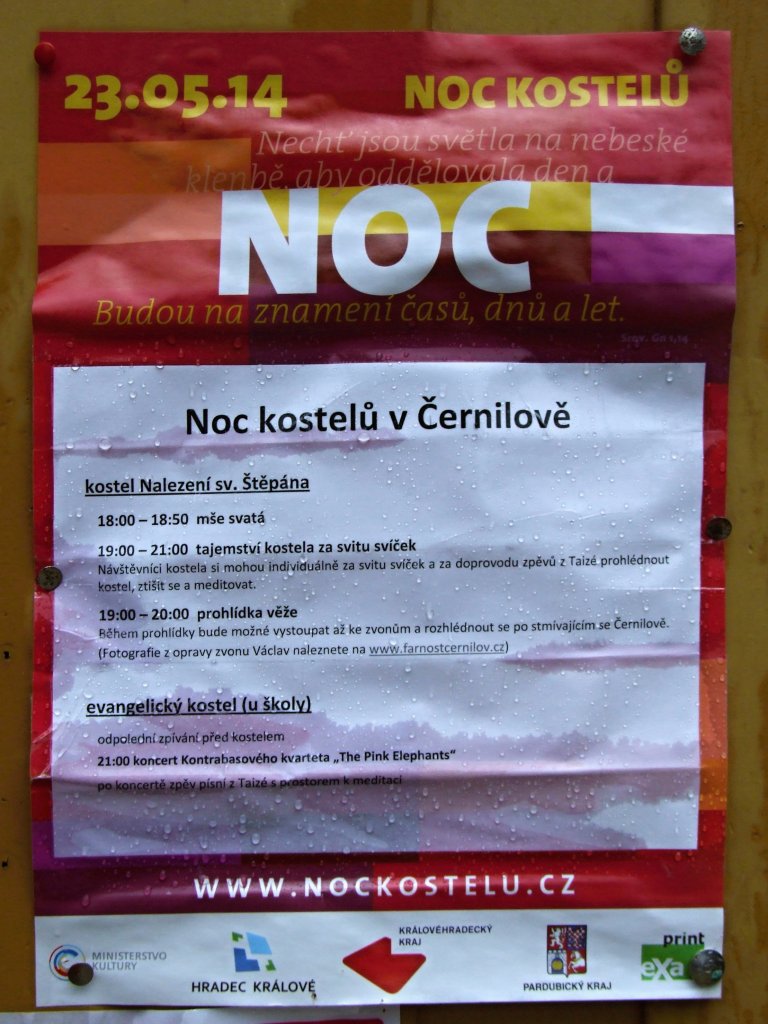 23.05.14 NOC KOSTELŮ
Nechť jsou světla na nebeské
klenbě, aby oddělovala den a
NOC
Budou na znamení časů, dnů a let.
Srov. Gn 1,14
Noc kostelů v Černilově
kostel Nalezení sv. Štěpána
18:00 – 18:50 mše svatá
19:00 – 21:00 tajemství kostela za svitu svíček
Návštěvníci kostela si mohou individuálně za svitu svíček a za doprovodu zpěvů z Taizé prohlédnout
kostel, ztišit se a meditovat.
19:00 – 20:00 prohlídka věže
Během prohlídky bude možné vystoupat až ke zvonům a rozhlédnout se po stmívajícím se Černilově.
(Fotografie z opravy zvonu Václav naleznete na www.farnostcernilov.cz)
evangelický kostel (u školy)
odpolední zpívání před kostelem
21:00 koncert Kontrabasového kvarteta „The Pink Elephants“
po koncertě zpěv písní z Taizé s prostorem k meditaci
WWW.NOCKOSTELU.CZ
MINISTERSTVO
KULTURY
HRADEC KRÁLOVÉ
KRÁLOVÉHRADECKÝ
KRAJ
PARDUBICKÝ KRAJ
print
exa